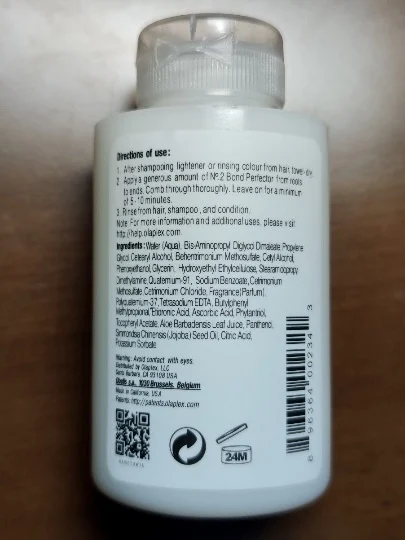 Directions of use:
1. After shampooing lightener or rinsing colour from hair, towel-dry.
2. Apply a generous amount of Nº.2 Bond Perfector from roots
to ends. Comb through thoroughly. Leave on for a minimum
of 5-10 minutes.
3. Rinse from hair, shampoo, and condition.
Note: For more information and additional uses, please visit
http://help.olaplex.com.
Ingredients: Water (Aqua), Bis-Aminopropyl Diglycol Dimaleate, Propylene
Glycol, Cetearyl Alcohol, Behentrimonium Methosulfate, Cetyl Alcohol,
Phenoxyethanol, Glycerin, Hydroxyethyl Ethylcellulose, Stearamidopropyl
Dimethylamine, Quaternium-91, Sodium Benzoate, Cetrimonium
Methosulfate, Cetrimonium Chloride, Fragrance (Parfum),
Polyquaternium-37, Tetrasodium EDTA, Butylphenyl
Methylpropional, Etidronic Acid, Ascorbic Acid, Phytantriol,
Tocopheryl Acetate, Aloe Barbadensis Leaf Juice, Panthenol,
Simmondsia Chinensis (Jojoba) Seed Oil, Citric Acid,
Potassium Sorbate
Warning: Avoid contact with eyes.
Distributed by Olaplex, LLC
Santa Barbara, CA 93108 USA
1030 Brussels, Belgium
Made in California, USA
Patents: http://patents.olaplex.com
24M
8 96364 00234 3